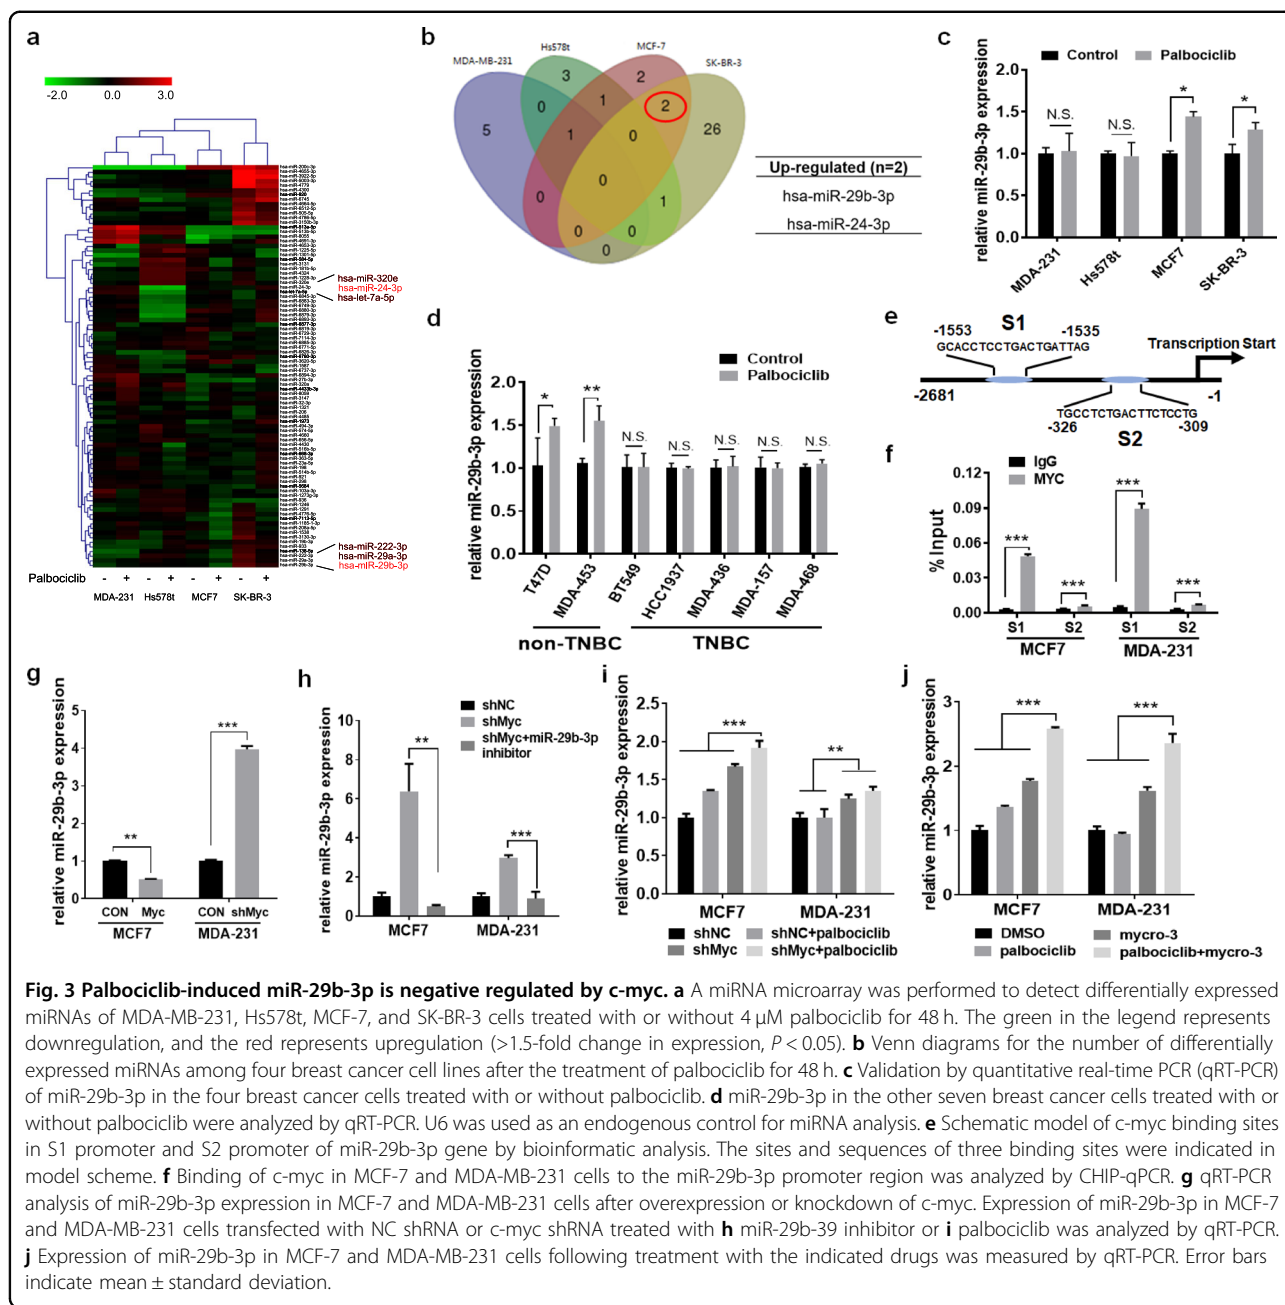 a
-2.0 0.0 3.0
hsa-miR-320e
hsa-miR-24-3p
hsa-let-7a-5p
hsa-miR-222-3p
hsa-miR-29a-3p
hsa-miR-29b-3p
Palbociclib - + - + - + - +
MDA-231 Hs578t MCF7 SK-BR-3
b
MDA-MB-231
Hs578t
MCF-7
SK-BR-3
3 2
0 1 2
5 1 0 26
0 0 1
0 0
0
Up-regulated (n=2)
hsa-miR-29b-3p
hsa-miR-24-3p
c
Control Palbociclib
relative miR-29b-3p expression
2.0
1.5
1.0
0.5
0.0
N.S. N.S. * *
MDA-231 Hs578t MCF7 SK-BR-3
d
Control
Palbociclib
relative miR-29b-3p expression
2.0
1.5
1.0
0.5
0.0
* ** N.S. N.S. N.S. N.S. N.S.
T47D MDA-453 BT549 HCC1937 MDA-436 MDA-157 MDA-468
non-TNBC TNBC
e
-1553 S1 -1535
GCACCTCCTGACTGATTAG
Transcription Start
-2681 -1
TGCCTCTGACTTCTCCTG
-326 -309
S2
f
IgG
MYC
% Input
0.12
0.09
0.06
0.03
0.00
*** *** *** ***
S1 S2 S1 S2
MCF7 MDA-231
g
relative miR-29b-3p expression
5
4
3
2
1
0
** ***
CON Myc CON shMyc
MCF7 MDA-231
h
relative miR-29b-3p expression
10
8
6
4
2
0
shNC
shMyc
shMyc+miR-29b-3p
inhibitor
** ***
MCF7 MDA-231
i
relative miR-29b-3p expression
2.5
2.0
1.5
1.0
0.5
0.0
*** **
MCF7 MDA-231
shNC shNC+palbociclib
shMyc shMyc+palbociclib
j
relative miR-29b-3p expression
3
2
1
0
*** ***
MCF7 MDA-231
DMSO mycro-3
palbociclib palbociclib+mycro-3
Fig. 3 Palbociclib-induced miR-29b-3p is negative regulated by c-myc. a A miRNA microarray was performed to detect differentially expressed
miRNAs of MDA-MB-231, Hs578t, MCF-7, and SK-BR-3 cells treated with or without 4 µM palbociclib for 48 h. The green in the legend represents
downregulation, and the red represents upregulation (>1.5-fold change in expression, P < 0.05). b Venn diagrams for the number of differentially
expressed miRNAs among four breast cancer cell lines after the treatment of palbociclib for 48 h. c Validation by quantitative real-time PCR (qRT-PCR)
of miR-29b-3p in the four breast cancer cells treated with or without palbociclib. d miR-29b-3p in the other seven breast cancer cells treated with or
without palbociclib were analyzed by qRT-PCR. U6 was used as an endogenous control for miRNA analysis. e Schematic model of c-myc binding sites
in S1 promoter and S2 promoter of miR-29b-3p gene by bioinformatic analysis. The sites and sequences of three binding sites were indicated in
model scheme. f Binding of c-myc in MCF-7 and MDA-MB-231 cells to the miR-29b-3p promoter region was analyzed by CHIP-qPCR. g qRT-PCR
analysis of miR-29b-3p expression in MCF-7 and MDA-MB-231 cells after overexpression or knockdown of c-myc. Expression of miR-29b-3p in MCF-7
and MDA-MB-231 cells transfected with NC shRNA or c-myc shRNA treated with h miR-29b-39 inhibitor or i palbociclib was analyzed by qRT-PCR.
j Expression of miR-29b-3p in MCF-7 and MDA-MB-231 cells following treatment with the indicated drugs was measured by qRT-PCR. Error bars
indicate mean ± standard deviation.